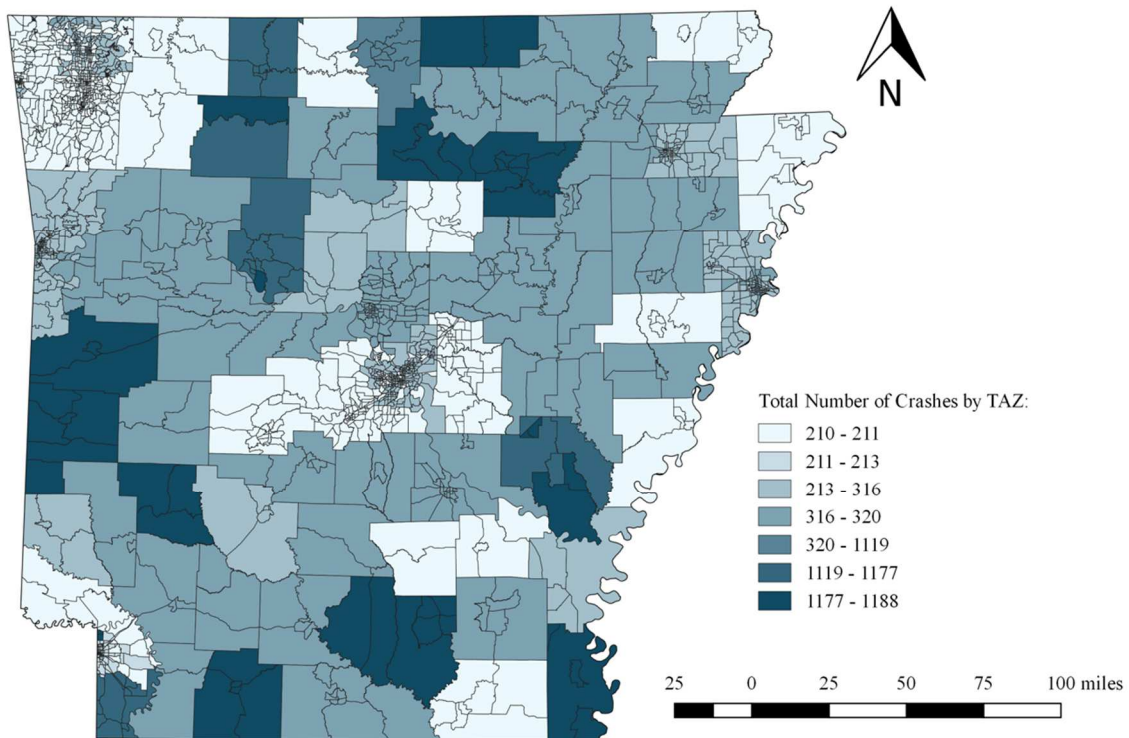 N
Total Number of Crashes by TAZ:
210 - 211
211 - 213
213 - 316
316 - 320
320 - 1119
1119 - 1177
1177 - 1188
25 0 25 50 75 100 miles